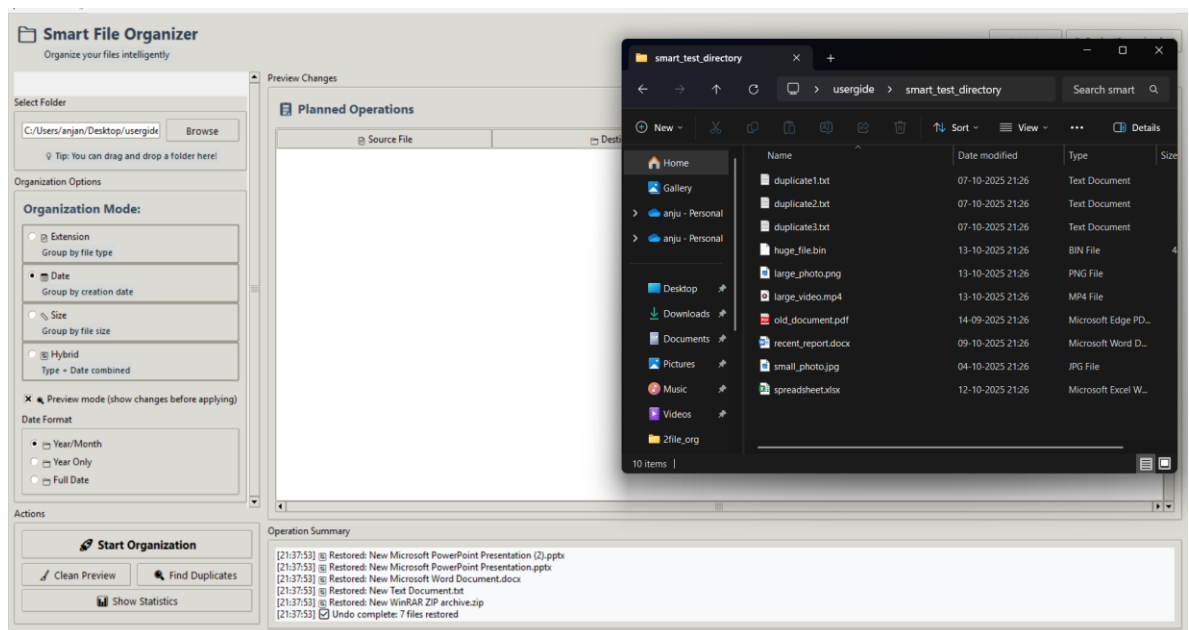 Smart File Organizer
Organize your files intelligently
Select Folder
C:/Users/anjan/Desktop/usergide
Browse
Tip: You can drag and drop a folder here!
Organization Options
Organization Mode:
Extension
Group by file type
Date
Group by creation date
Size
Group by file size
Hybrid
Type + Date combined
Preview mode (show changes before applying)
Date Format
Year/Month
Year Only
Full Date
Actions
Start Organization
Clean Preview
Find Duplicates
Show Statistics
Preview Changes
Planned Operations
Source File
Desti
Operation Summary
[21:37:53] Restored: New Microsoft PowerPoint Presentation (2).pptx
[21:37:53] Restored: New Microsoft PowerPoint Presentation.pptx
[21:37:53] Restored: New Microsoft Word Document.docx
[21:37:53] Restored: New Text Document.txt
[21:37:53] Restored: New WinRAR ZIP archive.zip
[21:37:53] Undo complete: 7 files restored
smart_test_directory
usergide > smart_test_directory
Search smart
New
Sort
View
Details
Home
Gallery
anju - Personal
anju - Personal
Desktop
Downloads
Documents
Pictures
Music
Videos
2file_org
Name Date modified Type Size
duplicate1.txt 07-10-2025 21:26 Text Document
duplicate2.txt 07-10-2025 21:26 Text Document
duplicate3.txt 07-10-2025 21:26 Text Document
huge_file.bin 13-10-2025 21:26 BIN File 4
large_photo.png 13-10-2025 21:26 PNG File
large_video.mp4 13-10-2025 21:26 MP4 File
old_document.pdf 14-09-2025 21:26 Microsoft Edge PD...
recent_report.docx 09-10-2025 21:26 Microsoft Word D...
small_photo.jpg 04-10-2025 21:26 JPG File
spreadsheet.xlsx 12-10-2025 21:26 Microsoft Excel W...
10 items